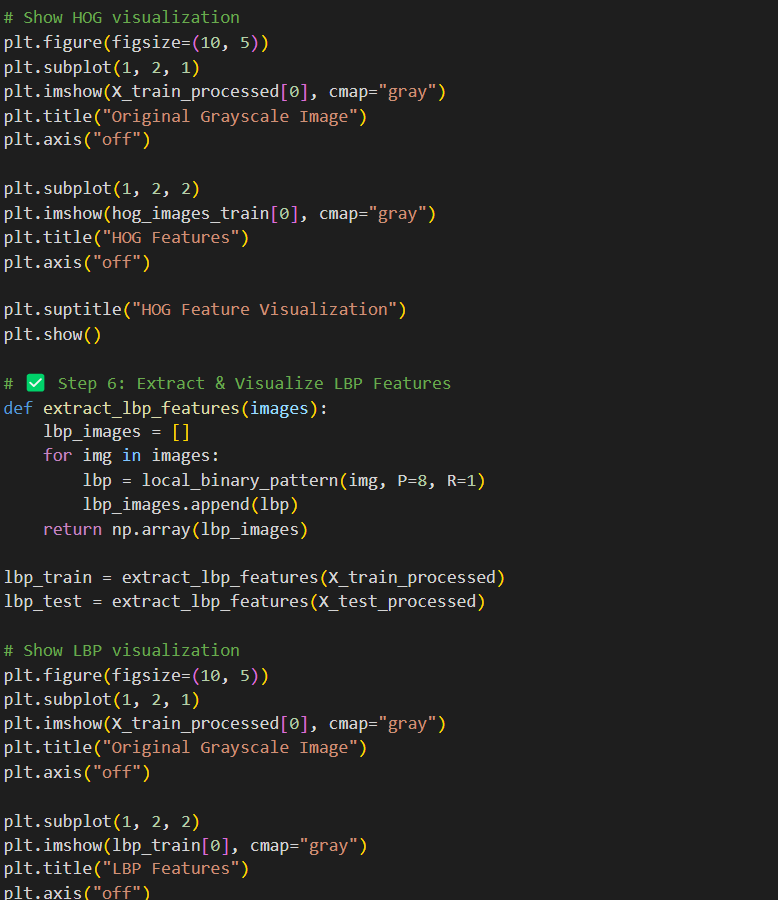 # Show HOG visualization
plt.figure(figsize=(10, 5))
plt.subplot(1, 2, 1)
plt.imshow(X_train_processed[0], cmap="gray")
plt.title("Original Grayscale Image")
plt.axis("off")

plt.subplot(1, 2, 2)
plt.imshow(hog_images_train[0], cmap="gray")
plt.title("HOG Features")
plt.axis("off")

plt.suptitle("HOG Feature Visualization")
plt.show()

# ✅ Step 6: Extract & Visualize LBP Features
def extract_lbp_features(images):
    lbp_images = []
    for img in images:
        lbp = local_binary_pattern(img, P=8, R=1)
        lbp_images.append(lbp)
    return np.array(lbp_images)

lbp_train = extract_lbp_features(X_train_processed)
lbp_test = extract_lbp_features(X_test_processed)

# Show LBP visualization
plt.figure(figsize=(10, 5))
plt.subplot(1, 2, 1)
plt.imshow(X_train_processed[0], cmap="gray")
plt.title("Original Grayscale Image")
plt.axis("off")

plt.subplot(1, 2, 2)
plt.imshow(lbp_train[0], cmap="gray")
plt.title("LBP Features")
plt.axis("off")